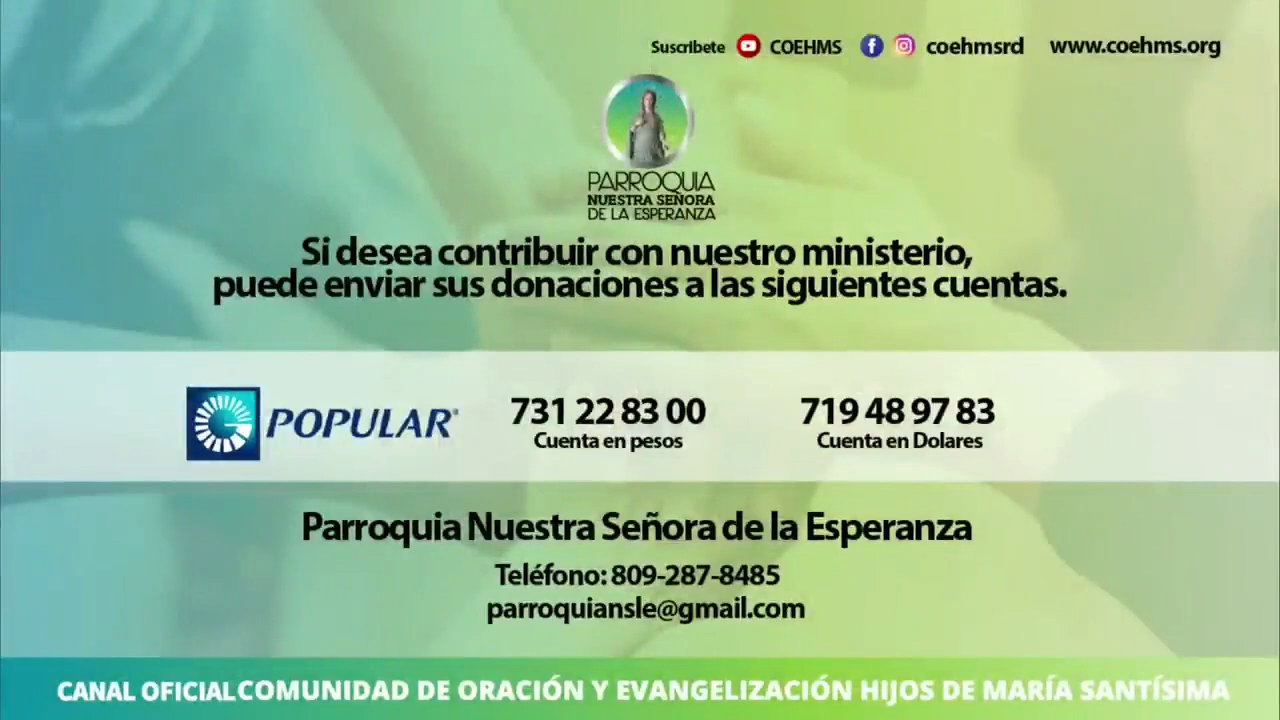 Suscribete COEHMS coehmsrd www.coehms.org
PARROQUIA
NUESTRA SEÑORA
DE LA ESPERANZA
Si desea contribuir con nuestro ministerio,
puede enviar sus donaciones a las siguientes cuentas.
POPULAR® 731 22 83 00 719 48 97 83
Cuenta en pesos Cuenta en Dolares
Parroquia Nuestra Señora de la Esperanza
Teléfono: 809-287-8485
parroquiansle@gmail.com
CANAL OFICIAL COMUNIDAD DE ORACIÓN Y EVANGELIZACIÓN HIJOS DE MARÍA SANTÍSIMA